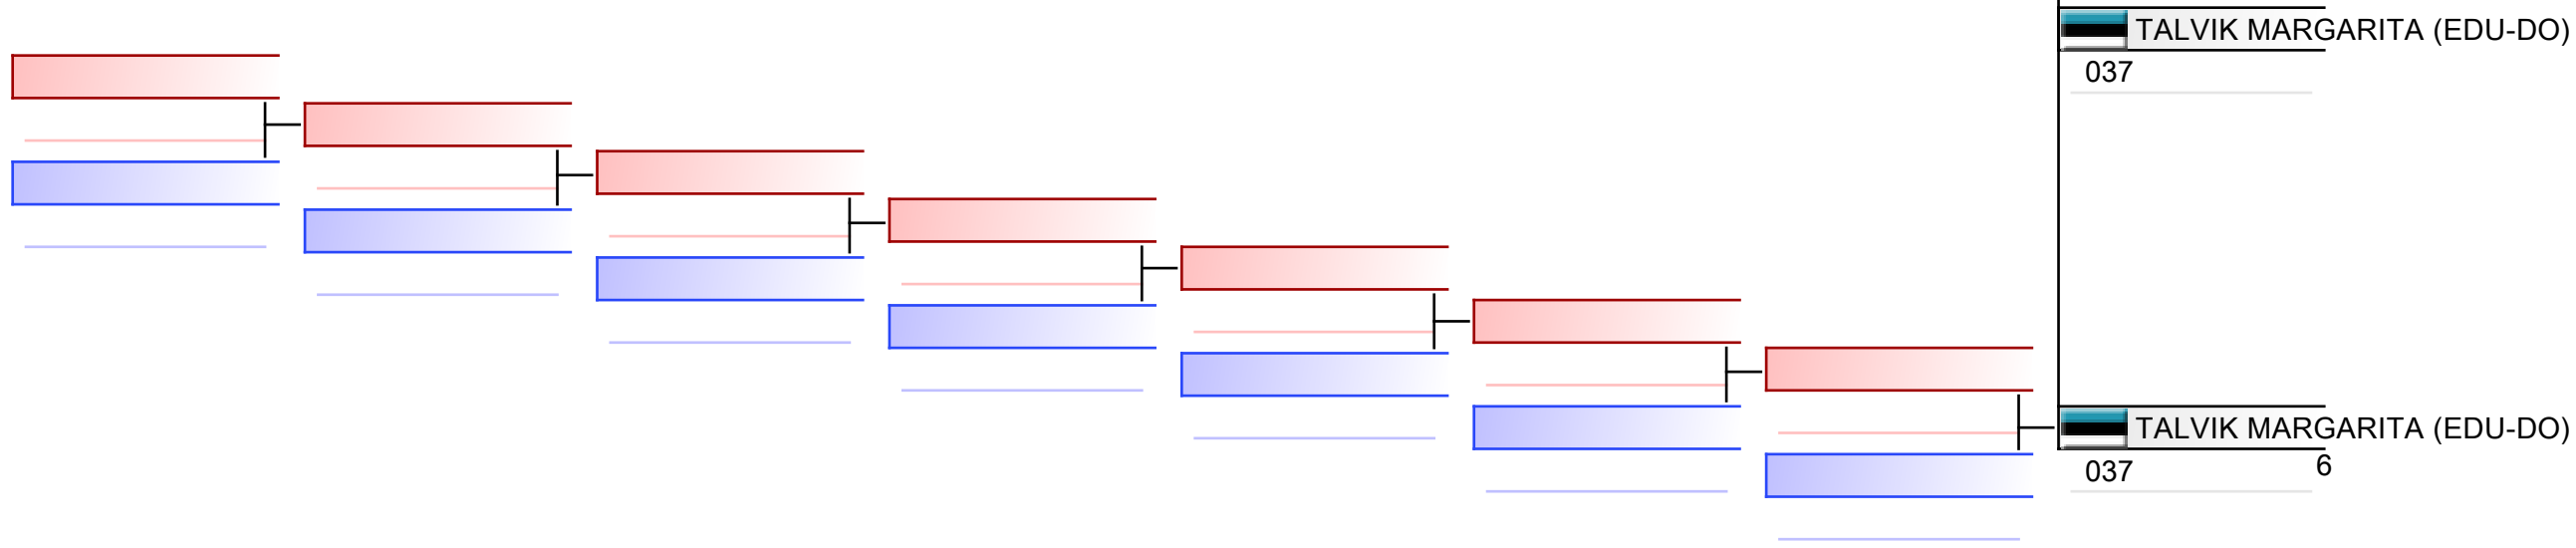 TALVIK MARGARITA (EDU-DO)
037
TALVIK MARGARITA (EDU-DO)
037 6